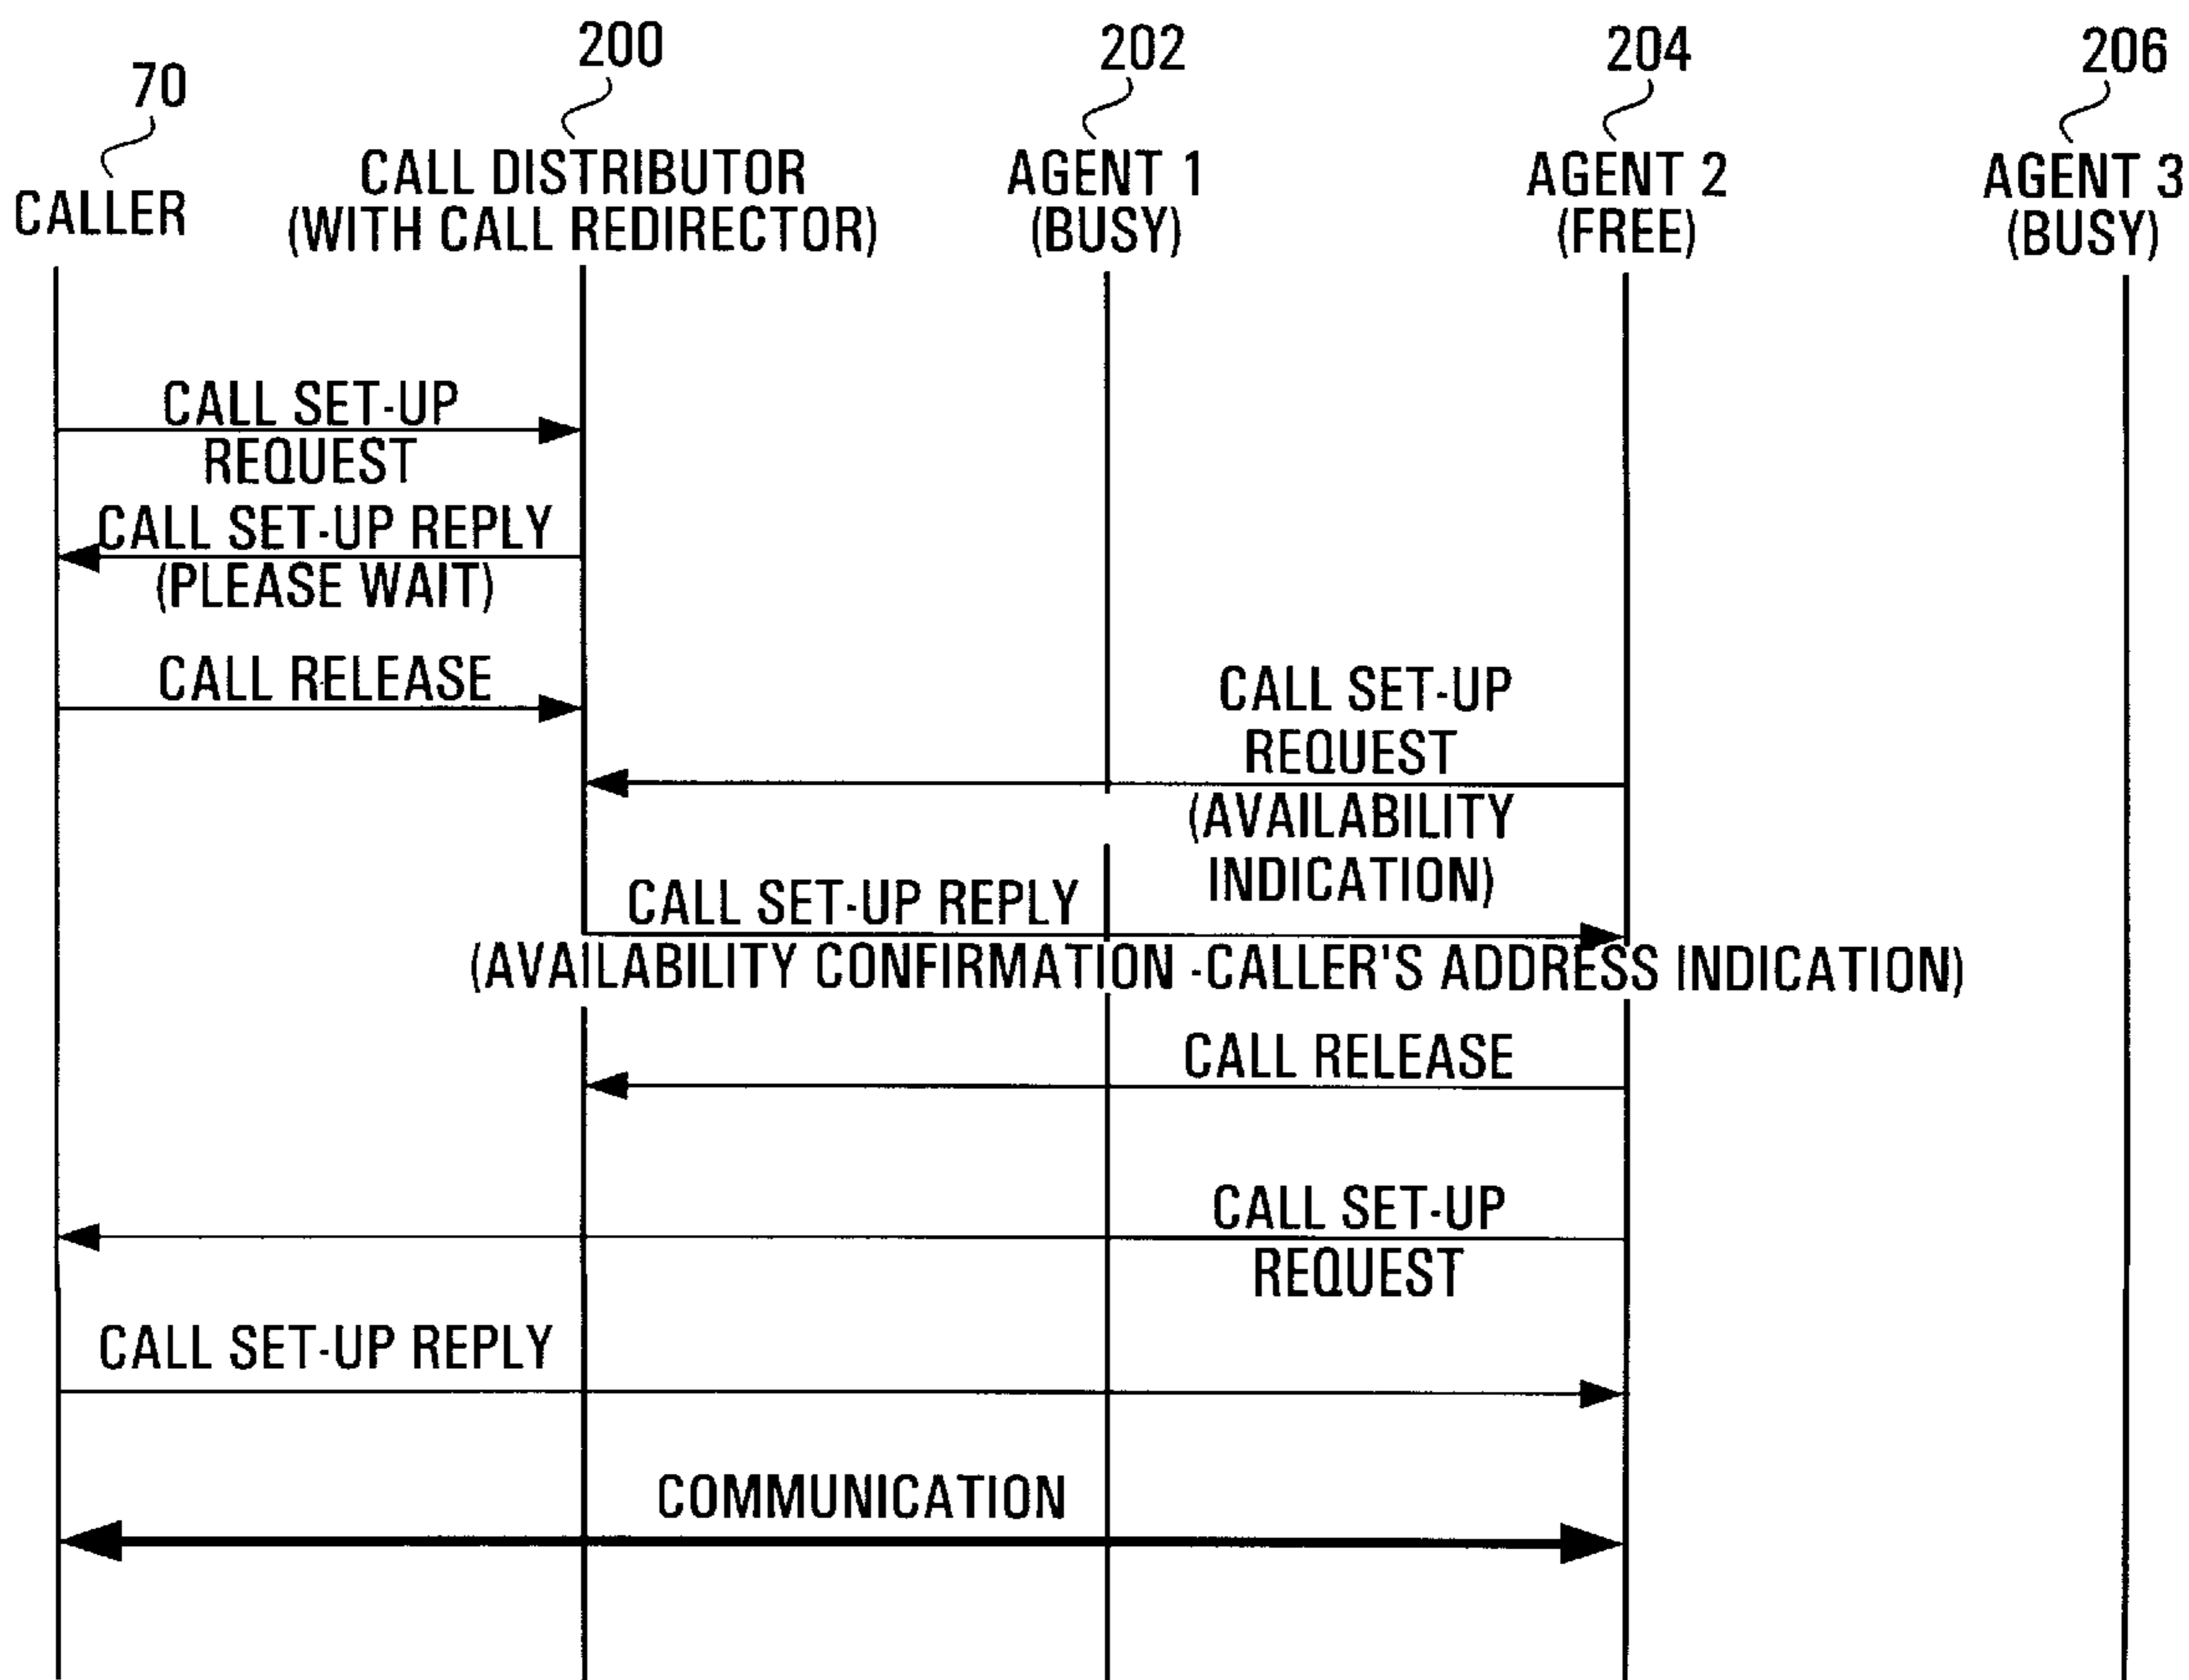 70
200
202
204
206
CALLER
CALL DISTRIBUTOR
(WITH CALL REDIRECTOR)
AGENT 1
(BUSY)
AGENT 2
(FREE)
AGENT 3
(BUSY)
CALL SET-UP
REQUEST
CALL SET-UP REPLY
(PLEASE WAIT)
CALL RELEASE
CALL SET-UP
REQUEST
(AVAILABILITY
INDICATION)
CALL SET-UP REPLY
(AVAILABILITY CONFIRMATION -CALLER'S ADDRESS INDICATION)
CALL RELEASE
CALL SET-UP
REQUEST
CALL SET-UP REPLY
COMMUNICATION